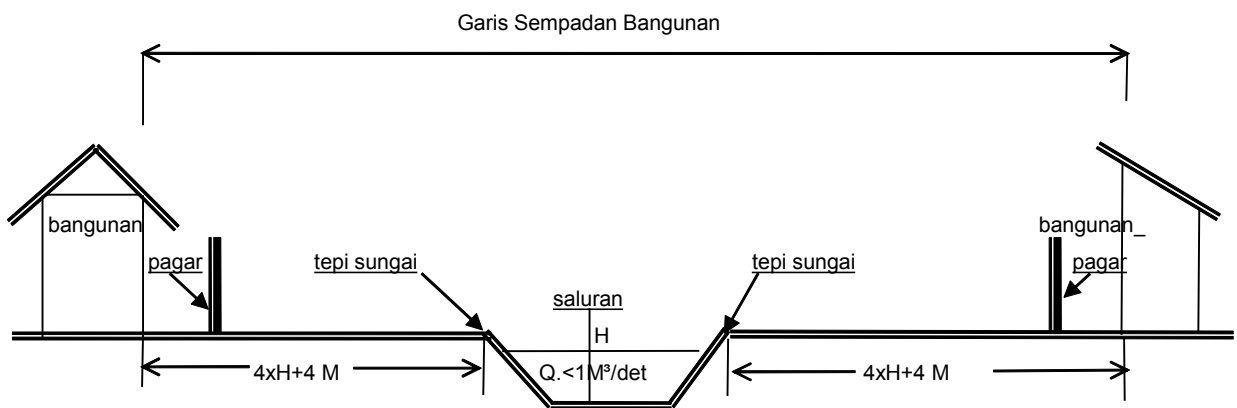 Garis Sempadan Bangunan
bangunan
bangunan_
pagar
tepi sungai
tepi sungai
pagar
saluran
H
4xH+4 M
Q.<1M³/det
4xH+4 M